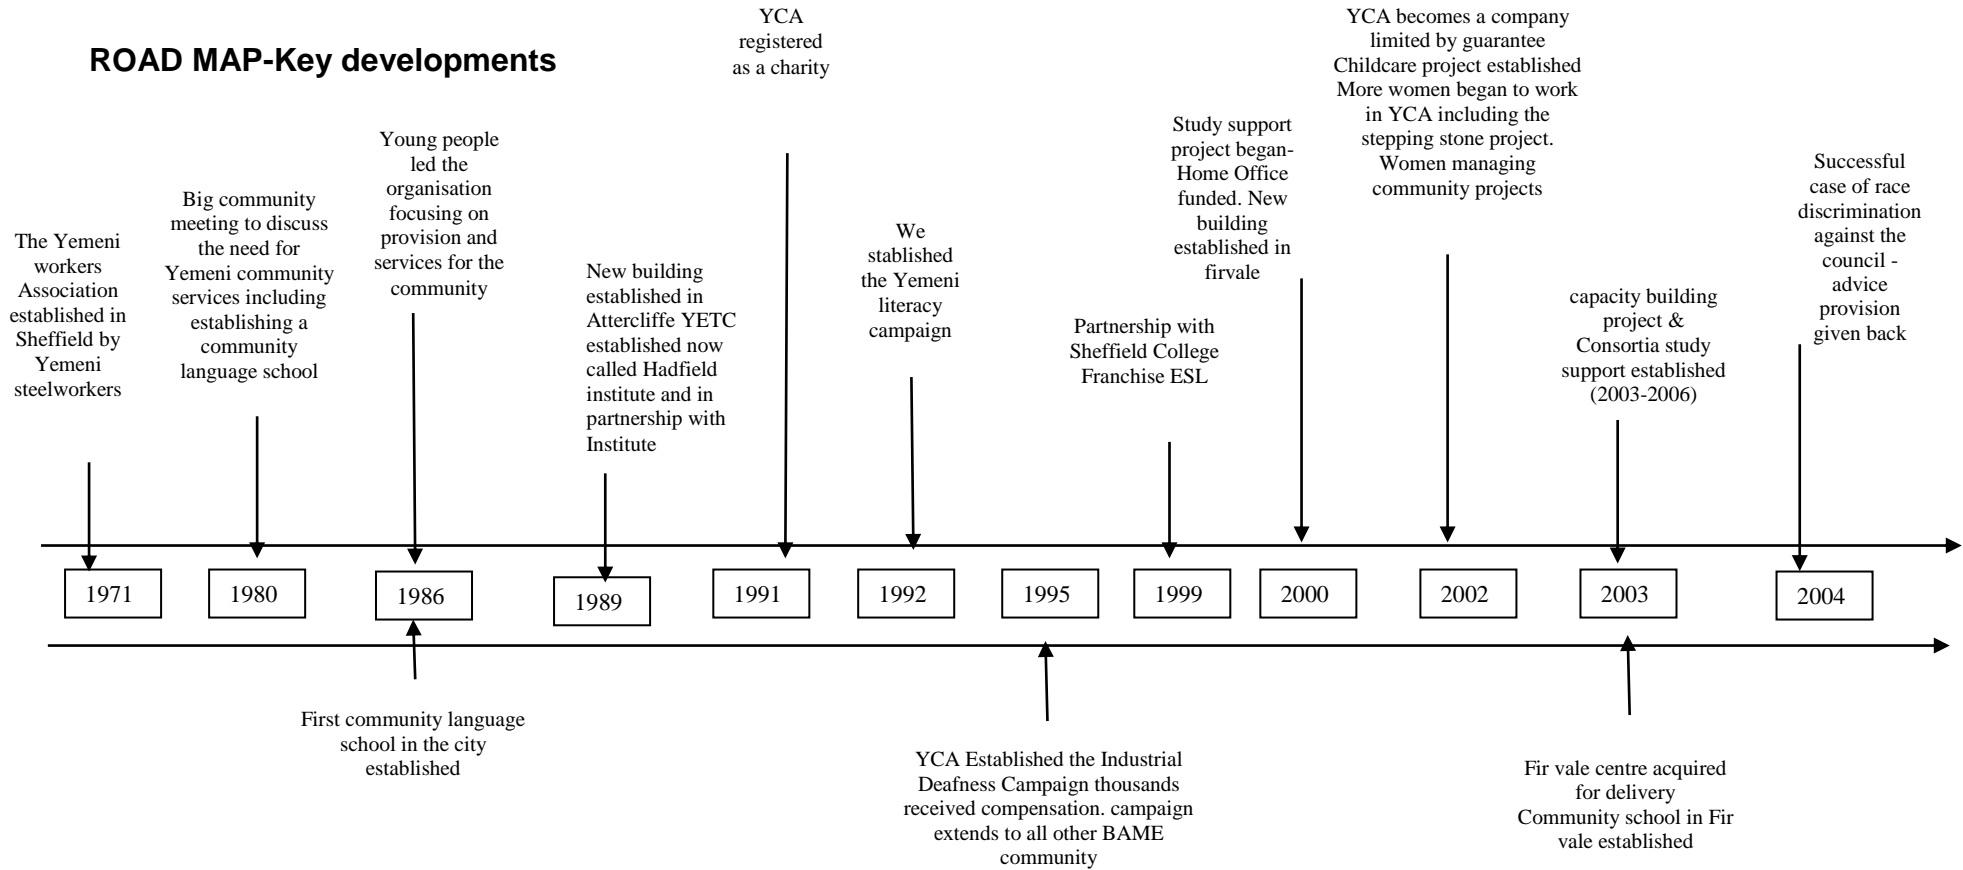 ROAD MAP-Key developments
The Yemeni
workers
Association
established in
Sheffield by
Yemeni
steelworkers
Big community
meeting to discuss
the need for
Yemeni community
services including
establishing a
community
language school
Young people
led the
organisation
focusing on
provision and
services for the
community
New building
established in
Attercliffe YETC
established now
called Hadfield
institute and in
partnership with
Institute
YCA
registered
as a charity
We
stablished
the Yemeni
literacy
campaign
Partnership with
Sheffield College
Franchise ESL
Study support
project began-
Home Office
funded. New
building
established in
firvale
YCA becomes a company
limited by guarantee
Childcare project established
More women began to work
in YCA including the
stepping stone project.
Women managing
community projects
capacity building
project &
Consortia study
support established
(2003-2006)
Successful
case of race
discrimination
against the
council -
advice
provision
given back
1971
1980
1986
1989
1991
1992
1995
1999
2000
2002
2003
2004
First community language
school in the city
established
YCA Established the Industrial
Deafness Campaign thousands
received compensation. campaign
extends to all other BAME
community
Fir vale centre acquired
for delivery
Community school in Fir
vale established